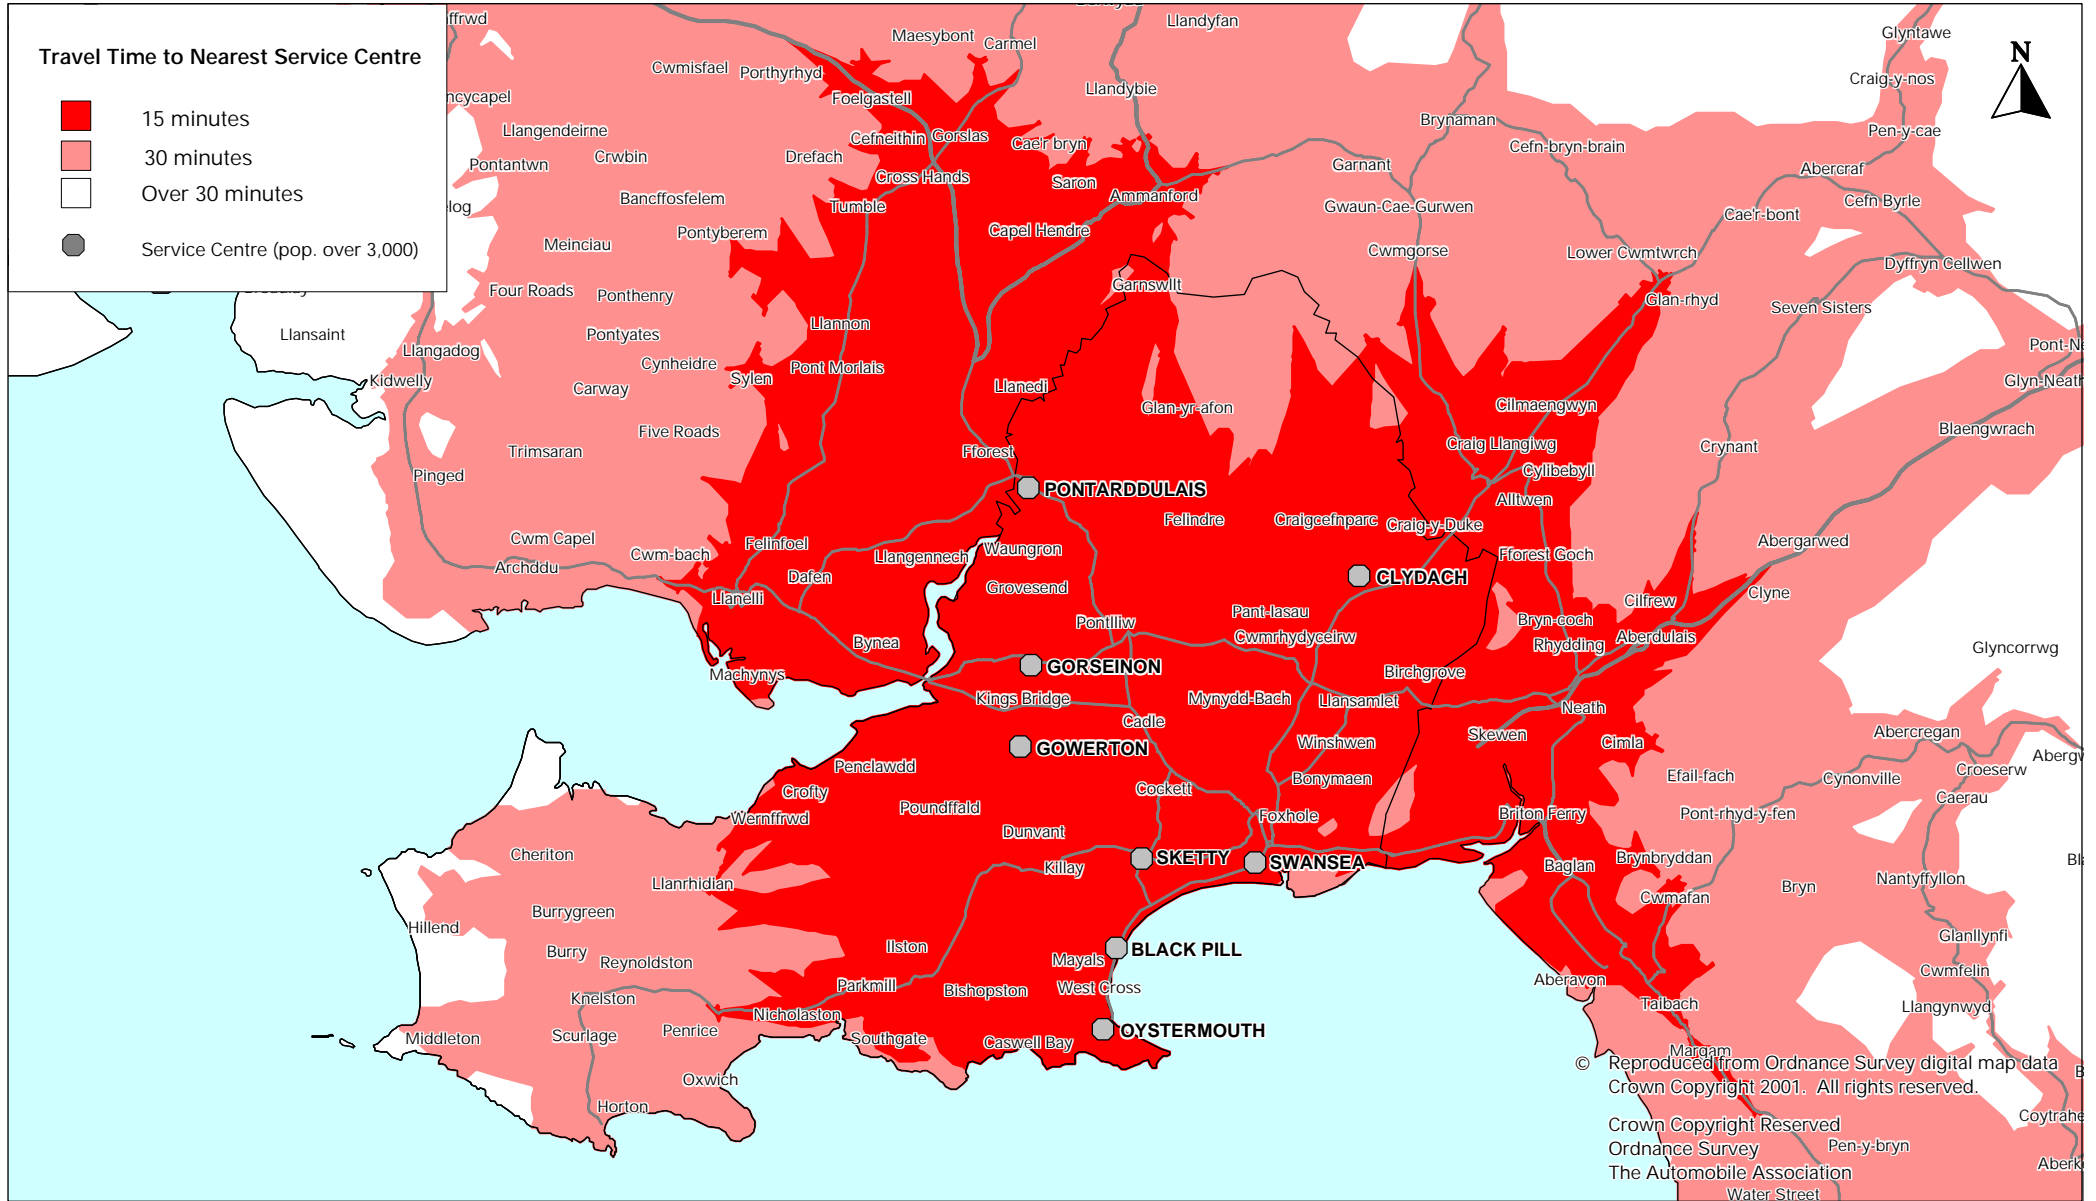 Travel Time to Nearest Service Centre
15 minutes
30 minutes
Over 30 minutes
Service Centre (pop. over 3,000)
N
Llandyfan
Glyntawe
Maesybont
Carmel
Cwmisfael
Porthyrhyd
Craig-y-nos
Foelgastell
Llandybie
Llangendeirne
Cefneithin
Gorslas
Cae'r bryn
Brynaman
Cefn-bryn-brain
Pen-y-cae
Pontantwn
Crwbin
Drefach
Cross Hands
Saron
Garnant
Abercraf
Bancffosfelem
Tumble
Ammanford
Gwaun-Cae-Gurwen
Cae'r-bont
Cefn Byrle
Meinciau
Pontyberem
Capel Hendre
Cwmgorse
Lower Cwmtwrch
Dyffryn Cellwen
Four Roads
Ponthenry
Garnswllt
Glan-rhyd
Seven Sisters
Llansaint
Pontyates
Llannon
Llangadog
Cynheidre
Pont Morlais
Kidwelly
Carway
Sylen
Llanedi
Glan-yr-afon
Cilmaengwyn
Five Roads
Trimsaran
Fforest
Craig Llangiwg
Crynant
Blaengwrach
Pinged
Cylibebyll
PONTARDDULAIS
Alltwen
Felindre
Craigcefnparc
Craig-y-Duke
Cwm Capel
Cwm-bach
Felinfoel
Llangennech
Waungron
Fforest Goch
Abergarwed
Archddu
Dafen
Grovesend
CLYDACH
Clyne
Llanelli
Pontlliw
Pant-lasau
Cilfrew
Bryn-coch
Bynea
Cwmrhydyceirw
Rhydding
Aberdulais
Glyncorrwg
Machynys
GORSEINON
Birchgrove
Kings Bridge
Mynydd-Bach
Llansamlet
Neath
Cadle
Skewen
Cimla
Abercregan
GOWERTON
Winshwen
Penclawdd
Bonymaen
Efail-fach
Cynonville
Croeserw
Crofty
Cockett
Caerau
Wernffrwd
Poundffald
Foxhole
Briton Ferry
Pont-rhyd-y-fen
Dunvant
Cheriton
SKETTY
SWANSEA
Killay
Baglan
Brynbryddan
Llanrhidian
Bryn
Nantyffyllon
Cwmafan
Burrygreen
Hillend
Glanllynfi
Burry
Reynoldston
Ilston
BLACK PILL
Mayals
Cwmfelin
Parkmill
Bishopston
West Cross
Aberavon
Knelston
Taibach
Llangynwyd
Nicholaston
Middleton
Scurlage
Penrice
Southgate
Caswell Bay
OYSTERMOUTH
Margam
Oxwich
Horton
Pen-y-bryn
Water Street
© Reproduced from Ordnance Survey digital map data
Crown Copyright 2001. All rights reserved.
Crown Copyright Reserved
Ordnance Survey
The Automobile Association